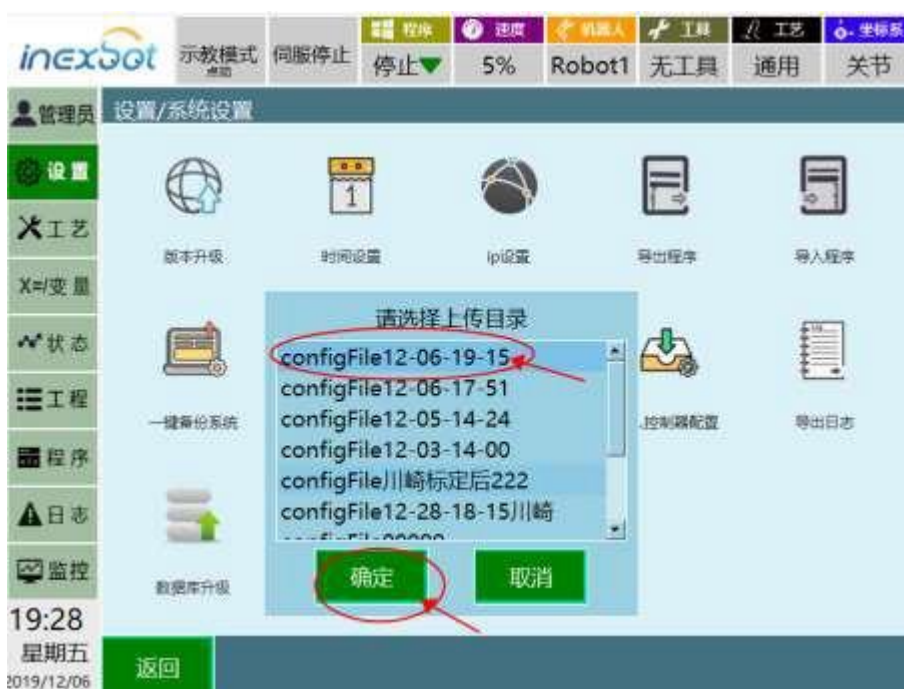 inexbot
示教模式
点动
伺服停止
程序
停止
速度
5%
机器人
Robot1
工具
无工具
工艺
通用
坐标系
关节
管理员
设置/系统设置
设置
工艺
X=/变量
状态
工程
程序
日志
监控
19:28
星期五
2019/12/06
版本升级
时间设置
1
ip设置
导出程序
导入程序
请选择上传目录
configFile12-06-19-15
configFile12-06-17-51
configFile12-05-14-24
configFile12-03-14-00
configFile川崎标定后222
configFile12-28-18-15川崎
确定
取消
一键备份系统
控制器配置
导出日志
数据库升级
返回